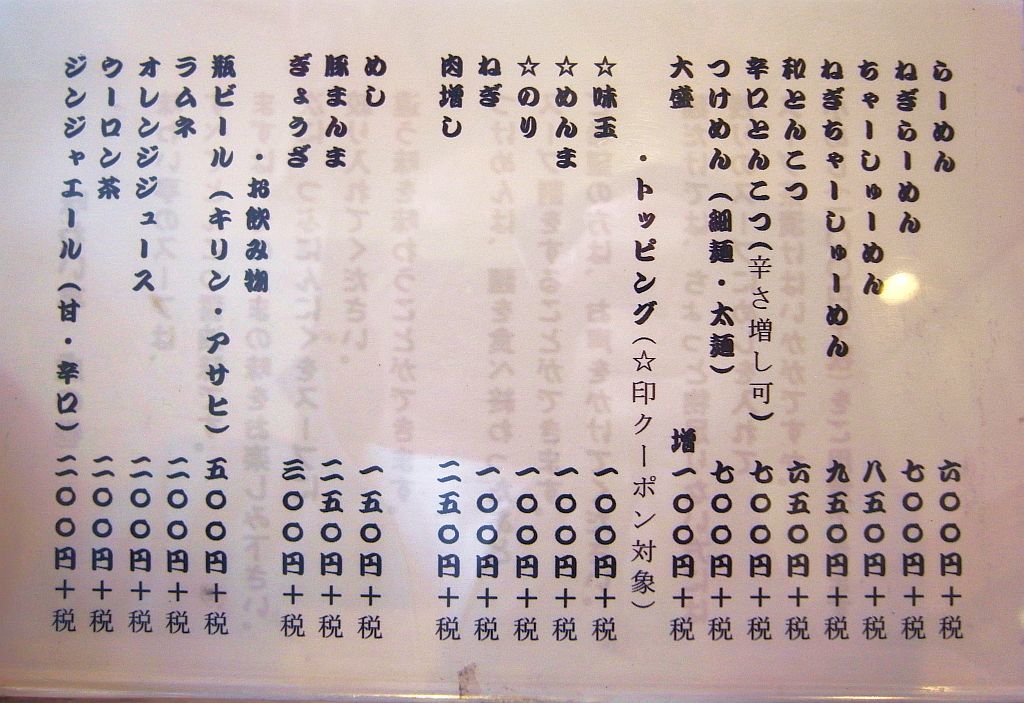 らーめん 六〇〇円＋税
ねぎらーめん 七〇〇円＋税
ちゃーしゅーめん 八五〇円＋税
ねぎちゃーしゅーめん 九五〇円＋税
和とんこつ 六五〇円＋税
辛口とんこつ（辛さ増し可） 七〇〇円＋税
つけめん（細麺・太麺） 七〇〇円＋税
大盛 増一〇〇円＋税
・トッピング（☆印クーポン対象）
☆味玉 一〇〇円＋税
☆めんま 一〇〇円＋税
☆のり 一〇〇円＋税
ねぎ 一〇〇円＋税
肉増し 二五〇円＋税
めし 一五〇円＋税
豚まんま 二五〇円＋税
ぎょうざ 三〇〇円＋税
・お飲み物
瓶ビール（キリン・アサヒ） 五〇〇円＋税
ラムネ 二〇〇円＋税
オレンジジュース 二〇〇円＋税
ウーロン茶 二〇〇円＋税
ジンジャエール（甘・辛口） 二〇〇円＋税